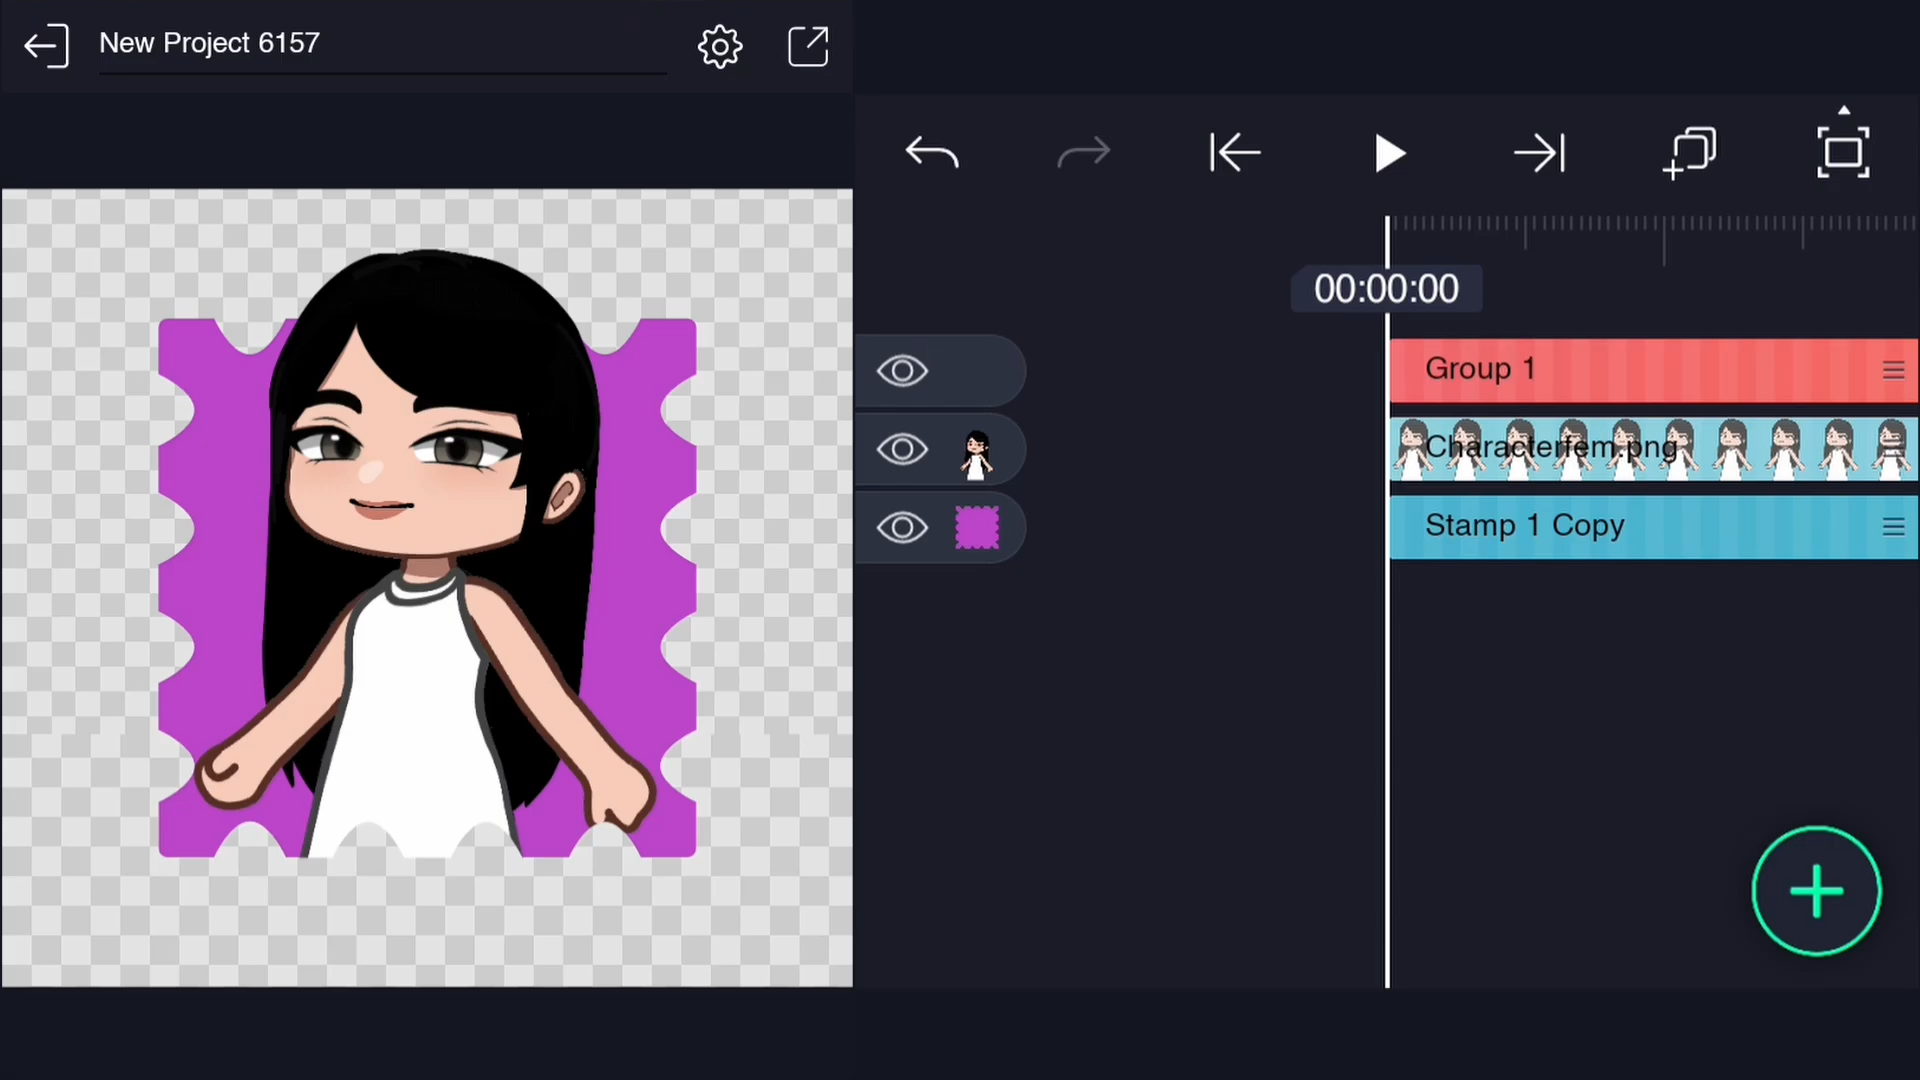 New Project 6157
00:00:00
Group 1
Characterfem.png
Stamp 1 Copy